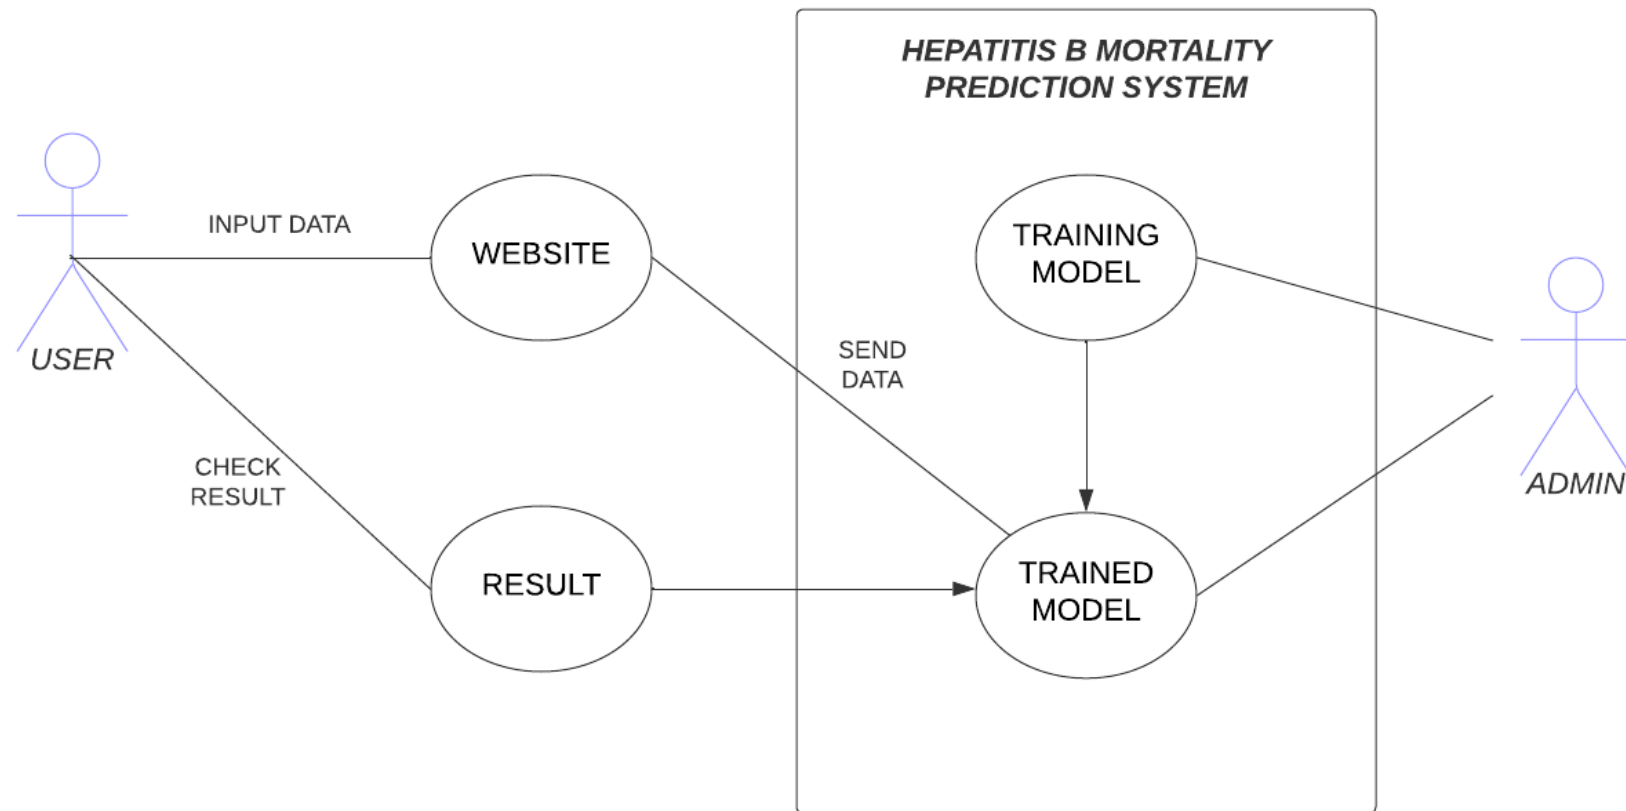 HEPATITIS B MORTALITY
PREDICTION SYSTEM
INPUT DATA
WEBSITE
TRAINING
MODEL
USER
SEND
DATA
CHECK
RESULT
ADMIN
RESULT
TRAINED
MODEL